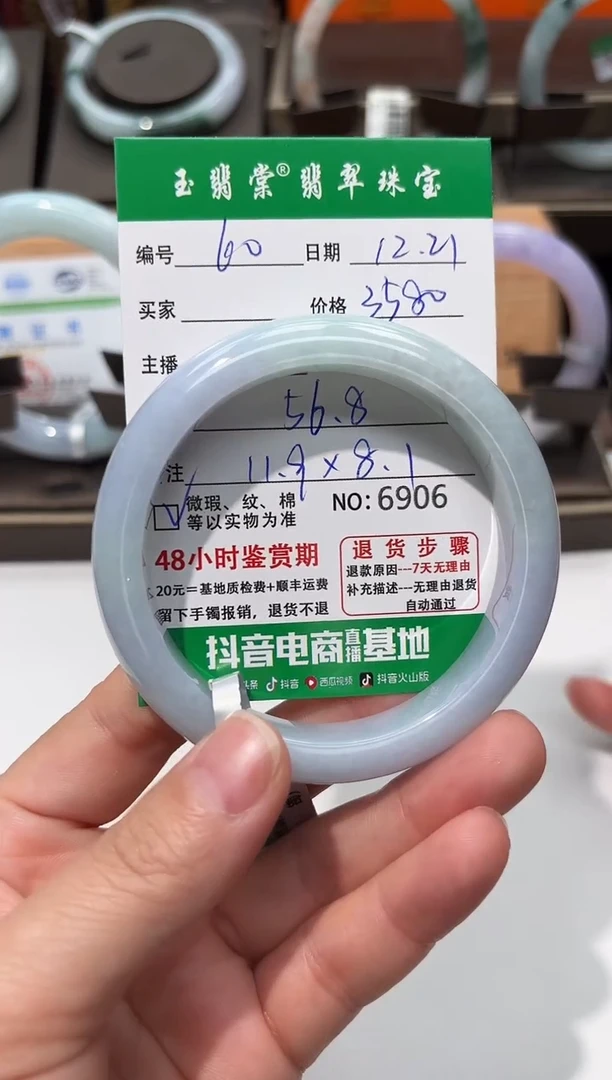 玉翡棠®翡翠珠宝
编号 60 日期 12.21
买家 价格 3580
主播
56.8
注 11.9×8.1
微瑕、纹、棉
等以实物为准
NO: 6906
48小时鉴赏期
20元=基地质检费+顺丰运费
留下手镯报销，退货不退
退货步骤
退款原因---7天无理由
补充描述---无理由退货
自动通过
抖音电商直播基地
头条 抖音 西瓜视频 抖音火山版